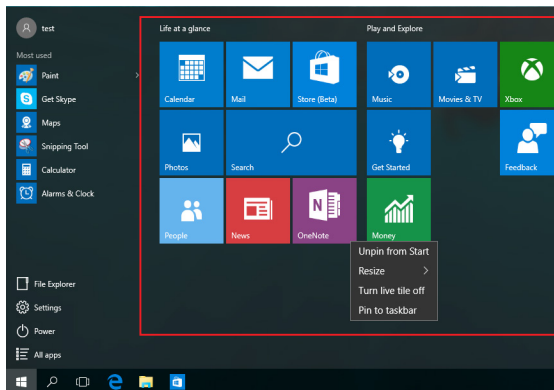 test
Most used
Paint
Get Skype
Maps
Snipping Tool
Calculator
Alarms & Clock
File Explorer
Settings
Power
All apps
Life at a glance
Calendar
Mail
Store (Beta)
Photos
Search
People
News
OneNote
Play and Explore
Music
Movies & TV
Xbox
Get Started
Feedback
Money
Unpin from Start
Resize
Turn live tile off
Pin to taskbar